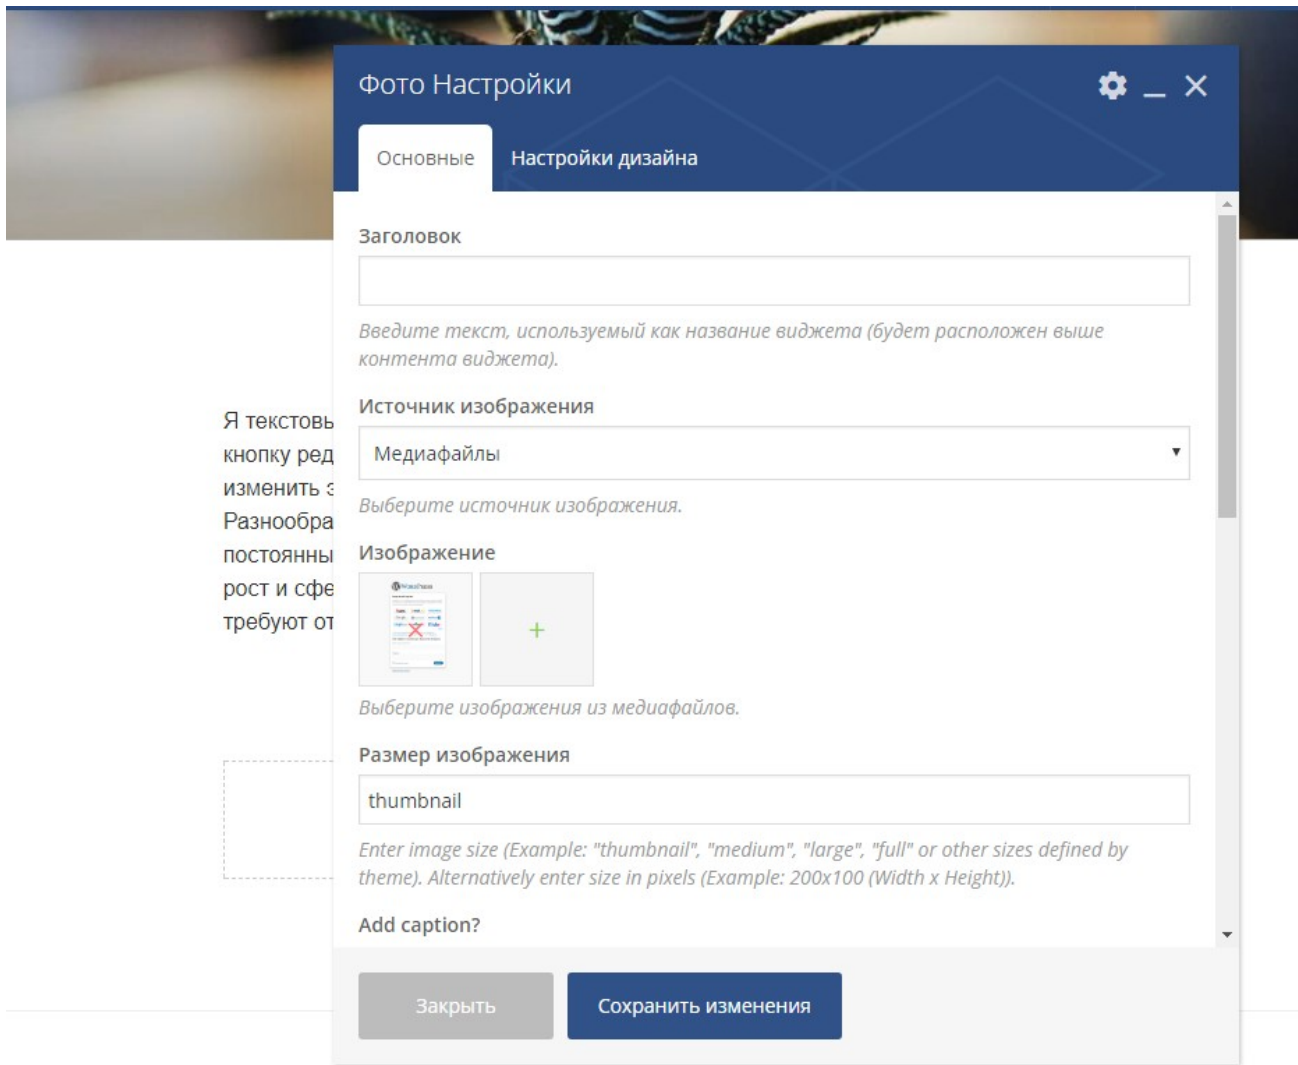 Фото Настройки
Основные
Настройки дизайна
Заголовок
Введите текст, используемый как название виджета (будет расположен выше
контента виджета).
Источник изображения
Медиафайлы
Выберите источник изображения.
Изображение
Выберите изображения из медиафайлов.
Размер изображения
thumbnail
Enter image size (Example: "thumbnail", "medium", "large", "full" or other sizes defined by
theme). Alternatively enter size in pixels (Example: 200x100 (Width x Height)).
Add caption?
Закрыть
Сохранить изменения
Я текстовы
кнопку ред
изменить э
Разнообра
постоянны
рост и сфе
требуют от